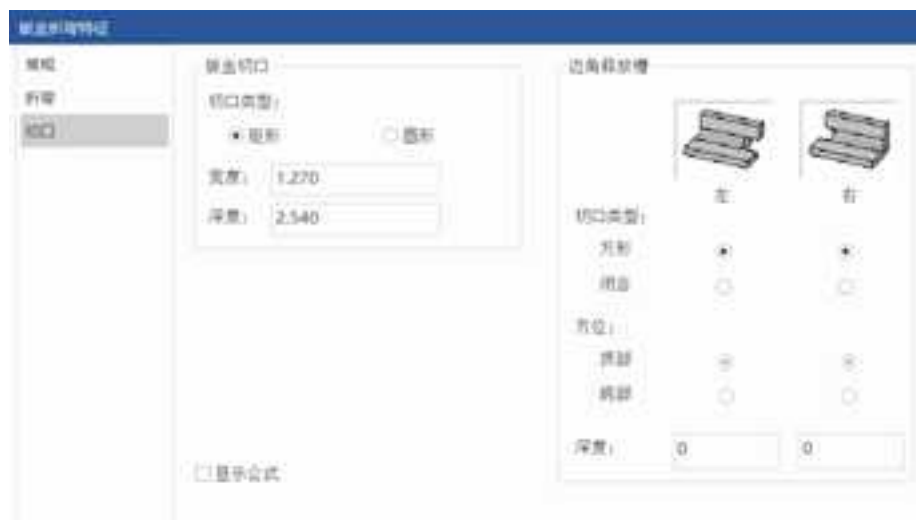 钣金折弯特征
常规
折弯
切口
钣金切口
切口类型：
矩形
圆形
宽度： 1.270
深度： 2.540
显示公式
边角释放槽
左 右
切口类型：
方形
闭合
方位：
底部
深度： 0 0